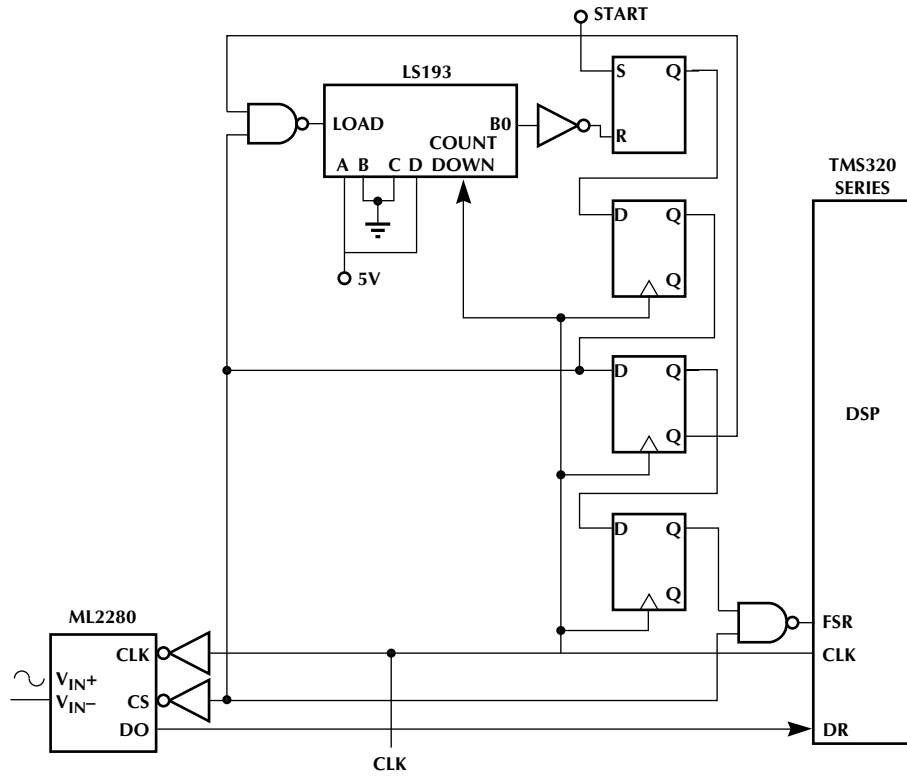 START
LS193
S Q
LOAD B0
R
COUNT
A B C D DOWN
TMS320
SERIES
D Q
5V
Q
D Q
DSP
Q
D Q
ML2280
Q
FSR
CLK
CLK
VIN+
VIN–
CS
DO
DR
CLK